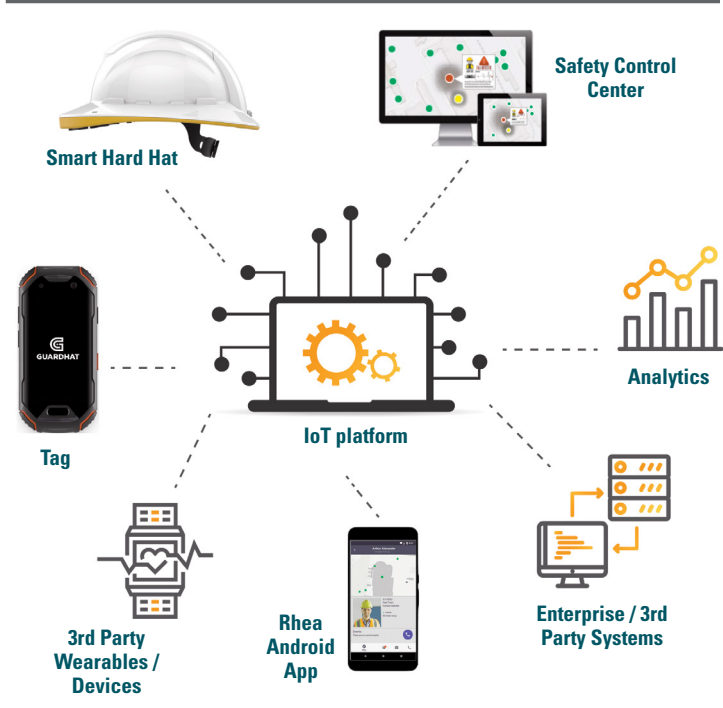 Safety Control
Center
Smart Hard Hat
GUARDHAT
Analytics
IoT platform
Tag
Enterprise / 3rd
Party Systems
Rhea
Android
App
3rd Party
Wearables /
Devices